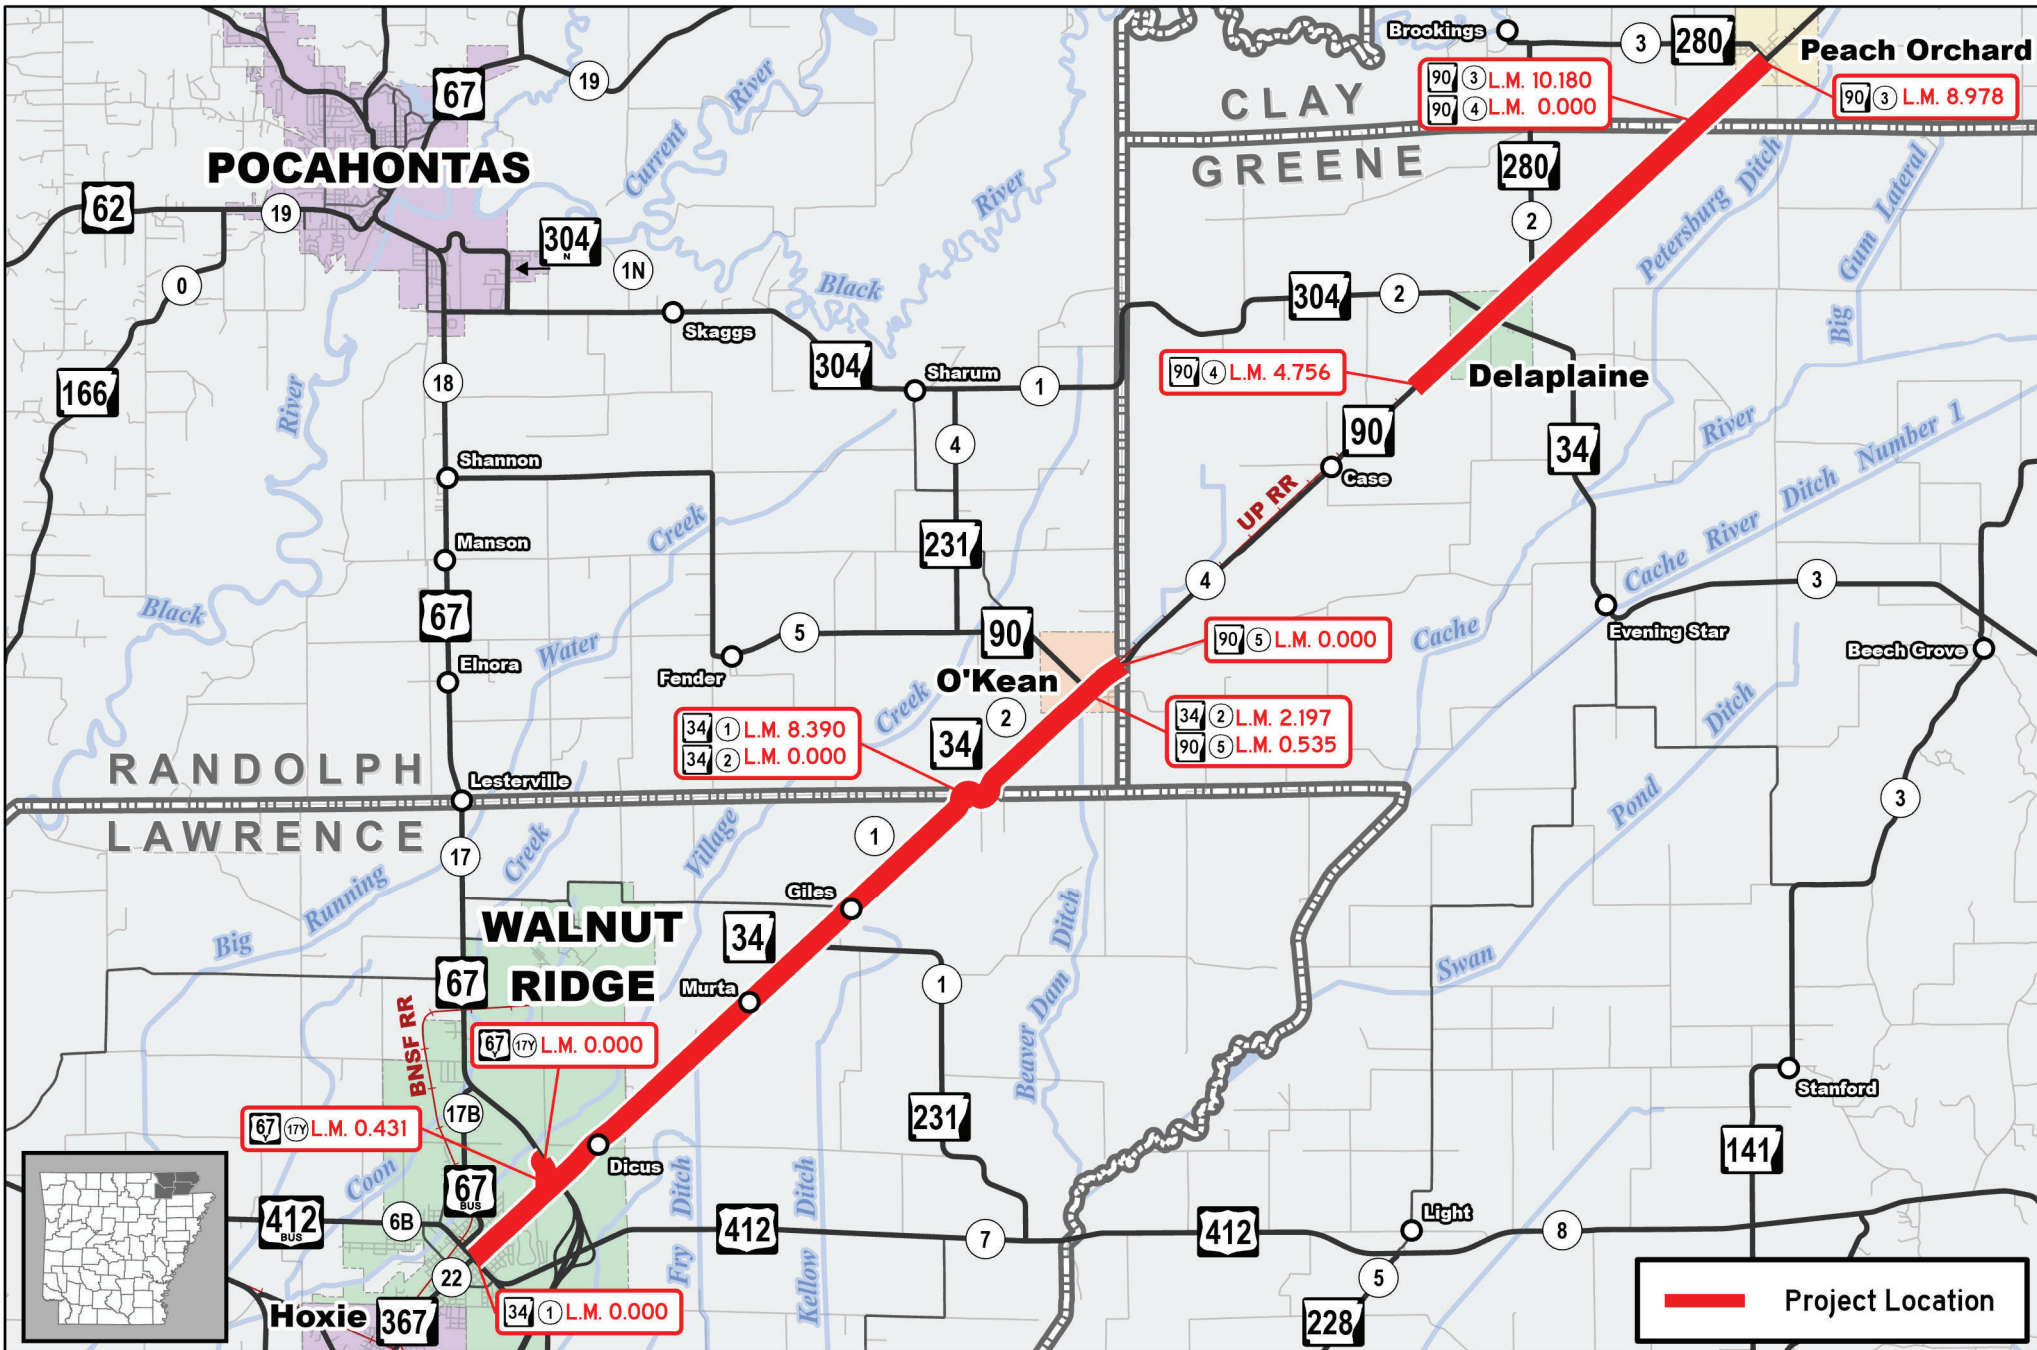 Brookings
3
280
Peach Orchard
90 3 L.M. 10.180
90 4 L.M. 0.000
90 3 L.M. 8.978
67
19
Current
River
CLAY
GREENE
POCAHONTAS
62
19
304
N
1N
280
2
Petersburg Ditch
Big Gum Lateral
River
Black
0
Skaggs
304
2
166
River
18
304
Sharum
1
90 4 L.M. 4.756
Delaplaine
90
34
River
Cache River Ditch Number 1
4
Shannon
Case
UP RR
Creek
Manson
231
4
3
Black
67
Water
5
90
90 5 L.M. 0.000
Cache
Evening Star
Beech Grove
Elnora
Fender
O'Kean
Creek
2
34
34 1 L.M. 8.390
34 2 L.M. 0.000
34 2 L.M. 2.197
90 5 L.M. 0.535
Ditch
RANDOLPH
Lesterville
LAWRENCE
17
Creek
Village
1
Pond
3
Running
Big
Giles
WALNUT
RIDGE
34
Ditch
Swan
67
Murta
1
Dam
Beaver
BNSF RR
67 Y 17Y L.M. 0.000
17B
67 Y 17Y L.M. 0.431
Stanford
231
141
Coon
67
BUS
Dicus
Ditch
Ditch
412
BUS
6B
412
7
412
Light
8
Fry
Kellow
22
5
Hoxie
367
34 1 L.M. 0.000
228
Project Location